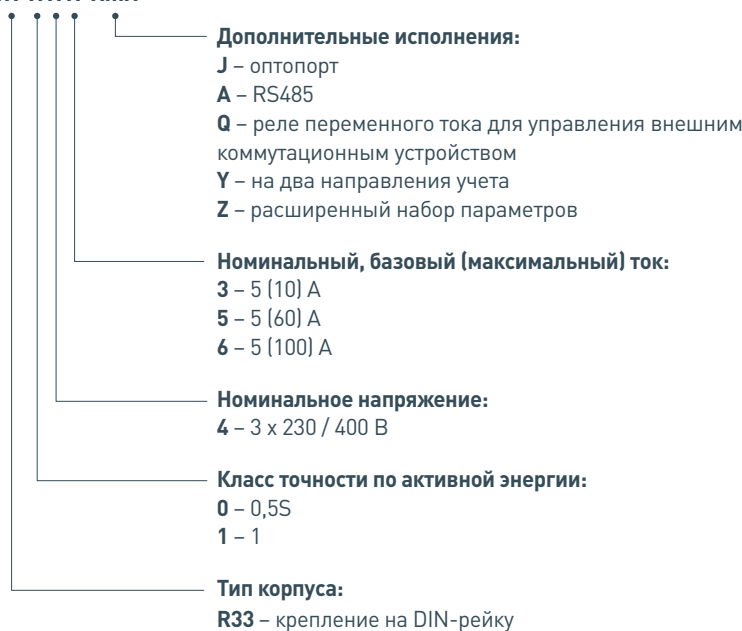 Дополнительные исполнения:
J – оптопорт
A – RS485
Q – реле переменного тока для управления внешним
коммутационным устройством
Y – на два направления учета
Z – расширенный набор параметров
Номинальный, базовый (максимальный) ток:
3 – 5 (10) А
5 – 5 (60) А
6 – 5 (100) А
Номинальное напряжение:
4 – 3 x 230 / 400 В
Класс точности по активной энергии:
0 – 0,5S
1 – 1
Тип корпуса:
R33 – крепление на DIN-рейку